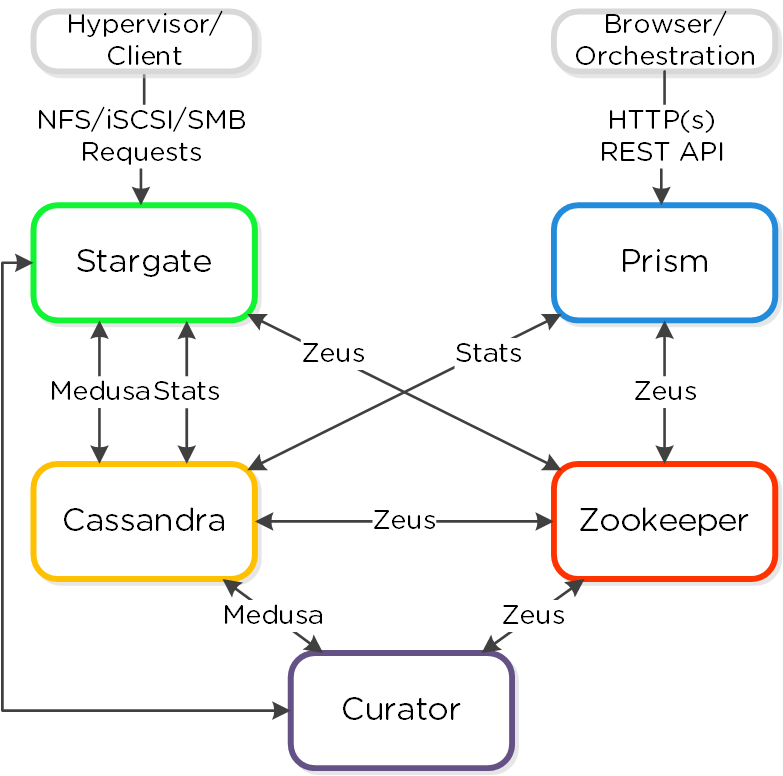 Hypervisor/
Client
Browser/
Orchestration
NFS/iSCSI/SMB
Requests
HTTP(s)
REST API
Stargate
Prism
Zeus
Stats
Medusa
Stats
Zeus
Cassandra
Zeus
Zookeeper
Medusa
Zeus
Curator